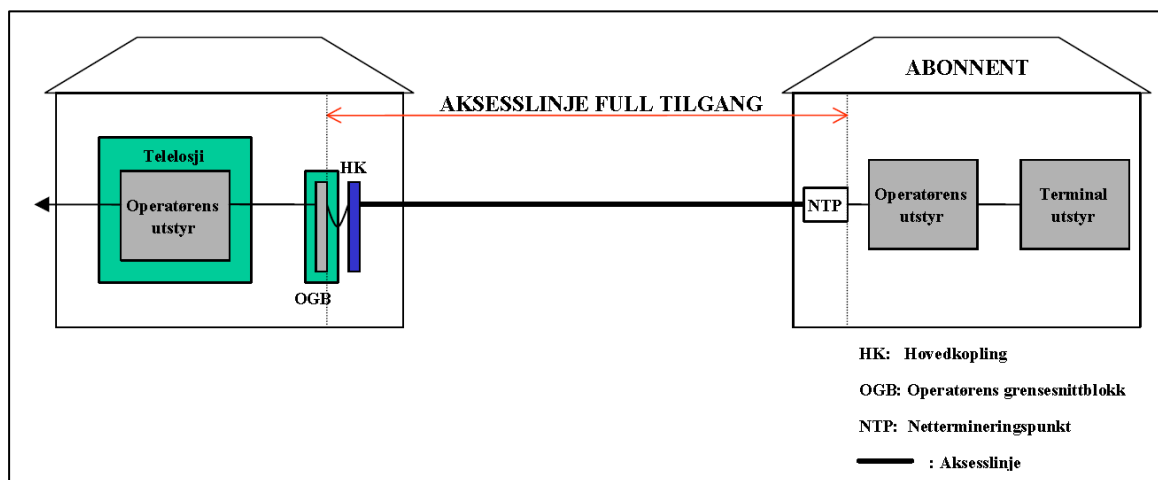 ABONNENT
AKSESSLINJE FULL TILGANG
Telelosji
Operatørens
utstyr
OGB
HK
NTP
Operatørens
utstyr
Terminal
utstyr
HK: Hovedkopling
OGB: Operatørens grensesnittblokk
NTP: Nettermineringspunkt
: Aksesslinje